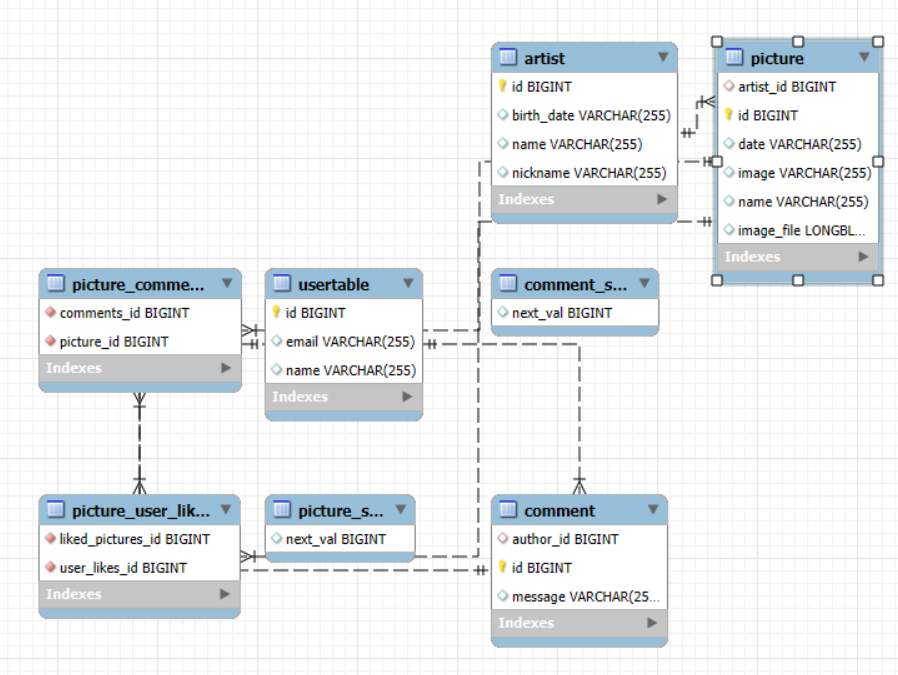 artist
id BIGINT
birth_date VARCHAR(255)
name VARCHAR(255)
nickname VARCHAR(255)
Indexes
picture
artist_id BIGINT
id BIGINT
date VARCHAR(255)
image VARCHAR(255)
name VARCHAR(255)
image_file LONGBL...
Indexes
picture_comme...
comments_id BIGINT
picture_id BIGINT
Indexes
usertable
id BIGINT
email VARCHAR(255)
name VARCHAR(255)
Indexes
comment_s...
next_val BIGINT
picture_user_lik...
liked_pictures_id BIGINT
user_likes_id BIGINT
Indexes
picture_s...
next_val BIGINT
comment
author_id BIGINT
id BIGINT
message VARCHAR(25...
Indexes